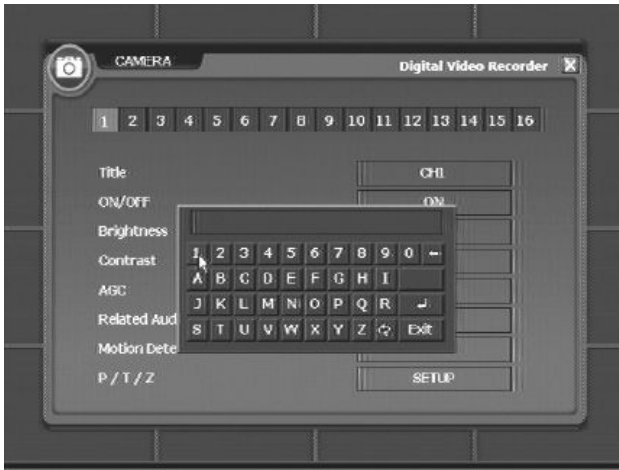 CAMERA
Digital Video Recorder X
1 2 3 4 5 6 7 8 9 10 11 12 13 14 15 16
Title CH1
ON/OFF ON
Brightness
1 2 3 4 5 6 7 8 9 0 ←
Contrast
A B C D E F G H I
AGC
J K L M N O P Q R ↵
Related Aud
S T U V W X Y Z Exit
Motion Dete
P / T / Z SETUP